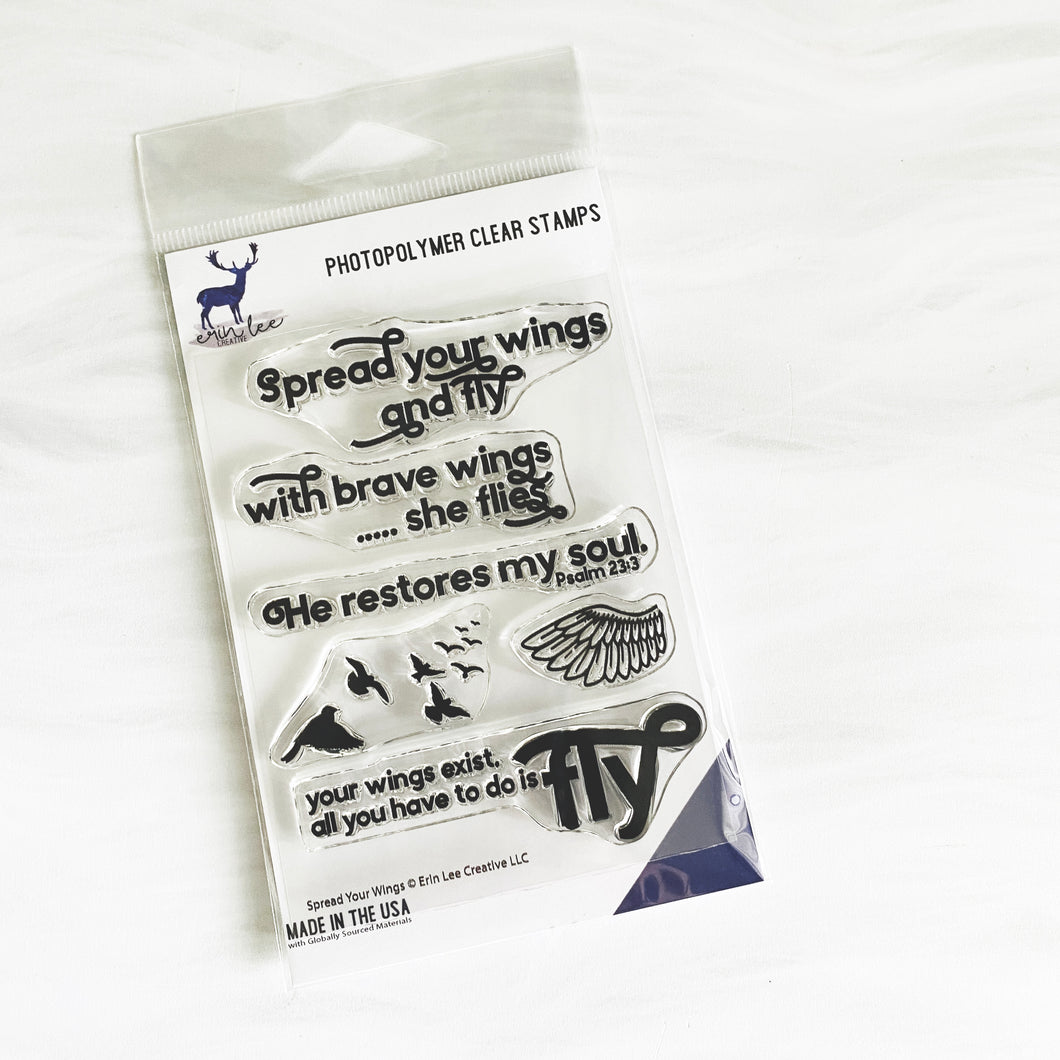 PHOTOPOLYMER CLEAR STAMPS
erin lee
CREATIVE
Spread your wings
and fly
with brave wings
..... she flies
He restores my soul.
Psalm 23:3
your wings exist.
all you have to do is
fly
Spread Your Wings © Erin Lee Creative LLC
MADE IN THE USA
with Globally Sourced Materials